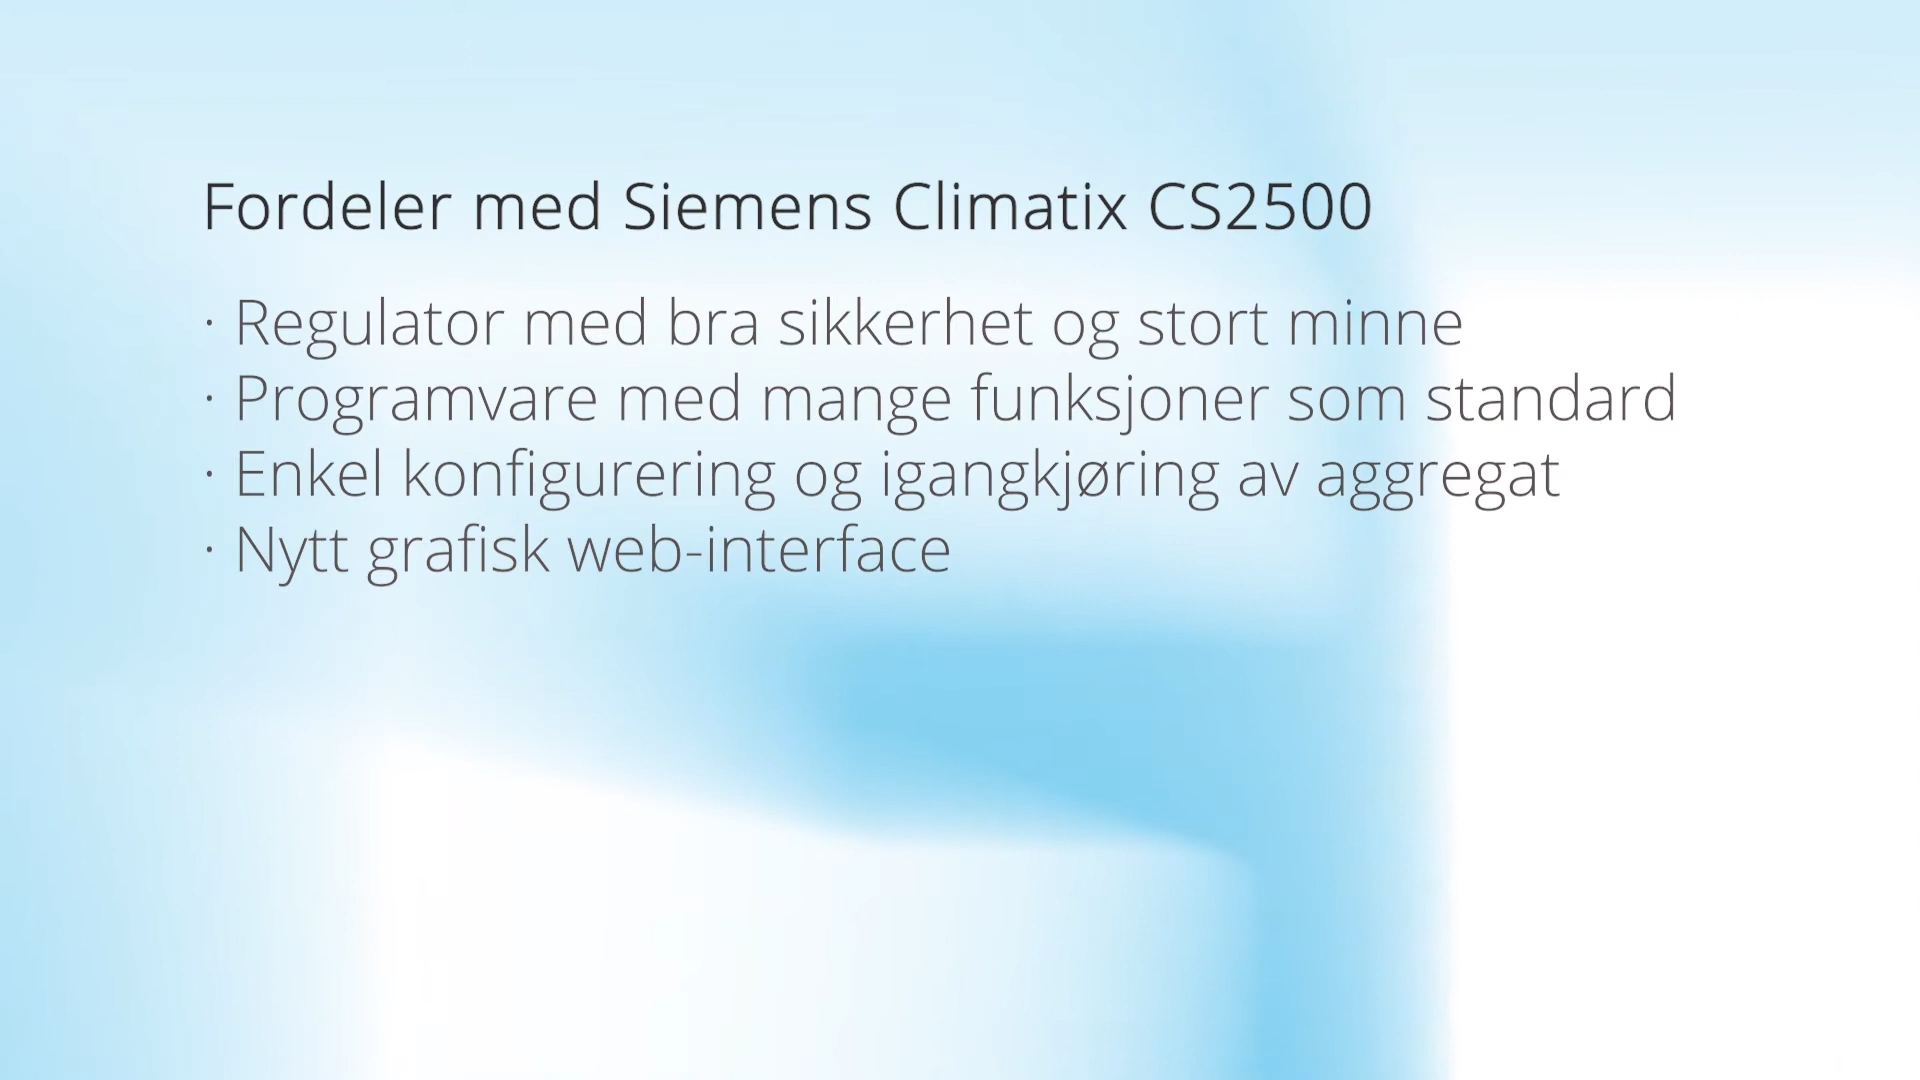 Fordeler med Siemens Climatix CS2500
· Regulator med bra sikkerhet og stort minne
· Programvare med mange funksjoner som standard
· Enkel konfigurering og igangkjøring av aggregat
· Nytt grafisk web-interface